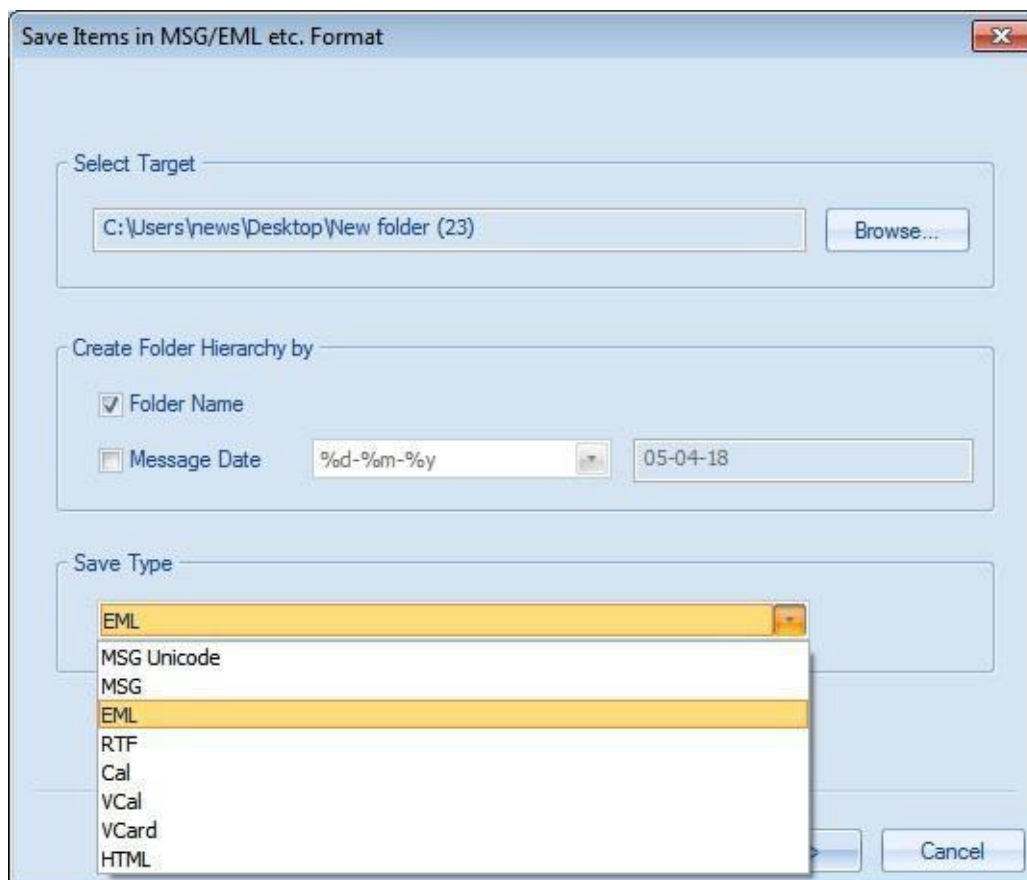 Save Items in MSG/EML etc. Format
Select Target
C:\Users\news\Desktop\New folder (23)
Browse...
Create Folder Hierarchy by
Folder Name
Message Date %d-%m-%y 05-04-18
Save Type
EML
MSG Unicode
MSG
EML
RTF
Cal
VCal
VCard
HTML
> Cancel